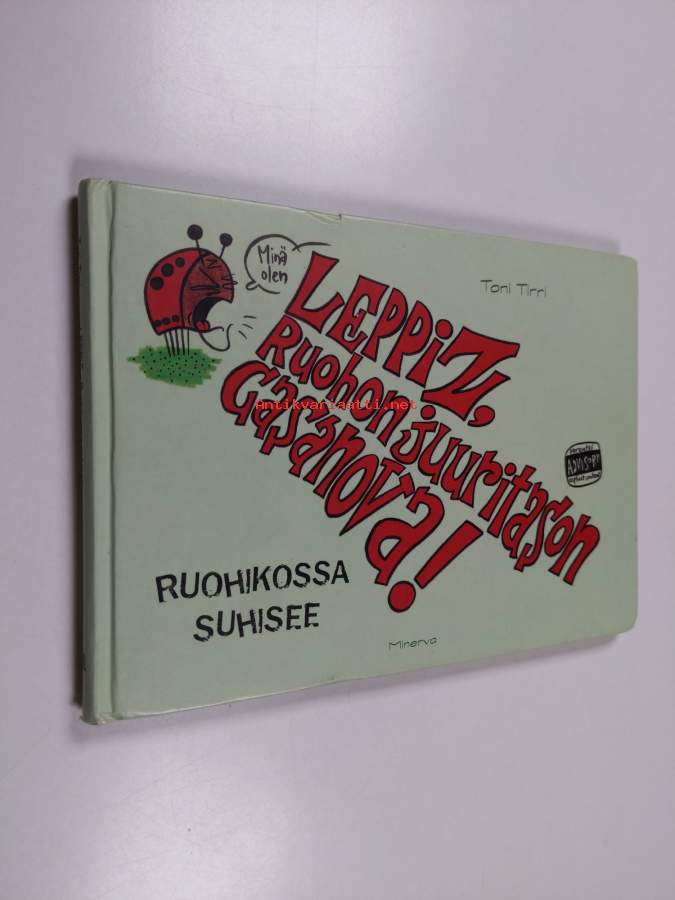 Toni Tirri
Minä
olen
LEPPiZ,
Ruohonjuuritason
Casanova!
Antikvariaatti.net
ADVISORY
RUOHIKOSSA
SUHISEE
Minerva